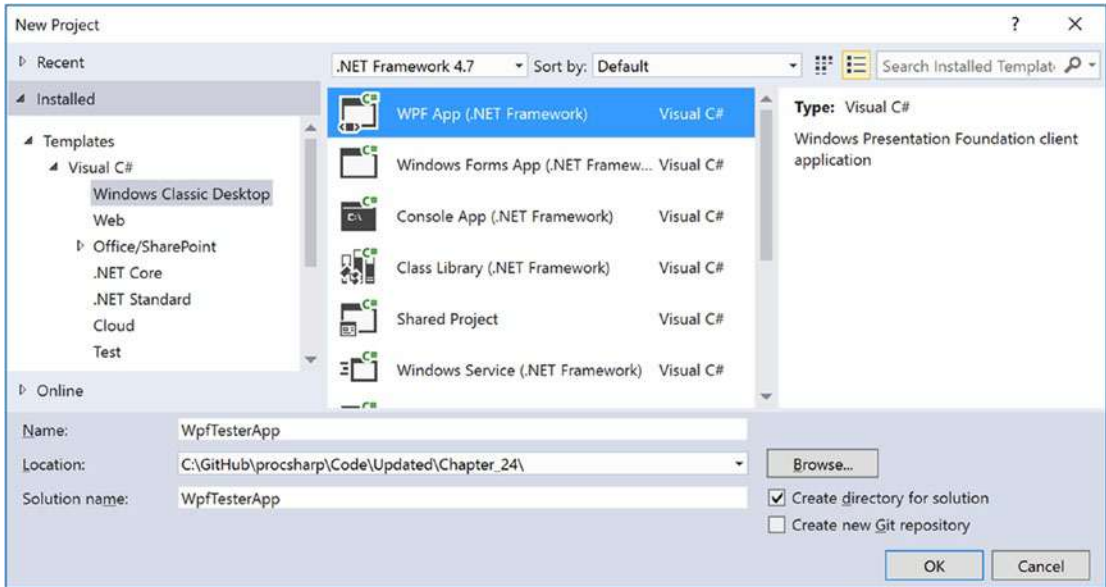 New Project
? ×
Recent
.NET Framework 4.7
Sort by: Default
Search Installed Templat
Installed
Templates
Visual C#
Windows Classic Desktop
Web
Office/SharePoint
.NET Core
.NET Standard
Cloud
Test
Online
WPF App (.NET Framework) Visual C#
Windows Forms App (.NET Framew... Visual C#
Console App (.NET Framework) Visual C#
Class Library (.NET Framework) Visual C#
Shared Project Visual C#
Windows Service (.NET Framework) Visual C#
Type: Visual C#
Windows Presentation Foundation client
application
Name: WpfTesterApp
Location: C:\GitHub\procsharp\Code\Updated\Chapter_24\
Browse...
Solution name: WpfTesterApp
Create directory for solution
Create new Git repository
OK Cancel